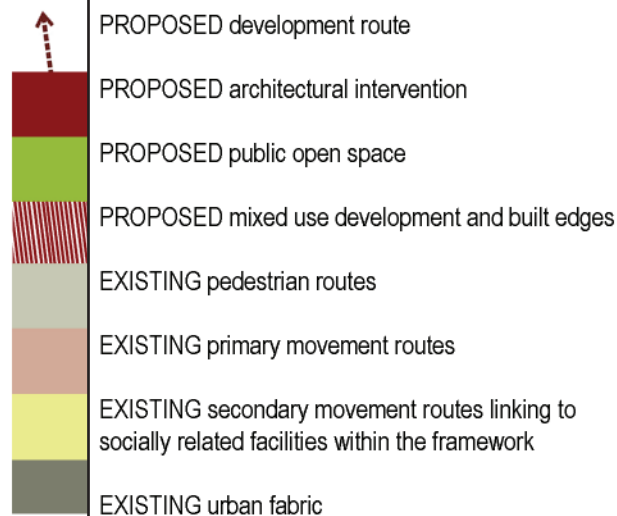 PROPOSED development route
PROPOSED architectural intervention
PROPOSED public open space
PROPOSED mixed use development and built edges
EXISTING pedestrian routes
EXISTING primary movement routes
EXISTING secondary movement routes linking to
socially related facilities within the framework
EXISTING urban fabric